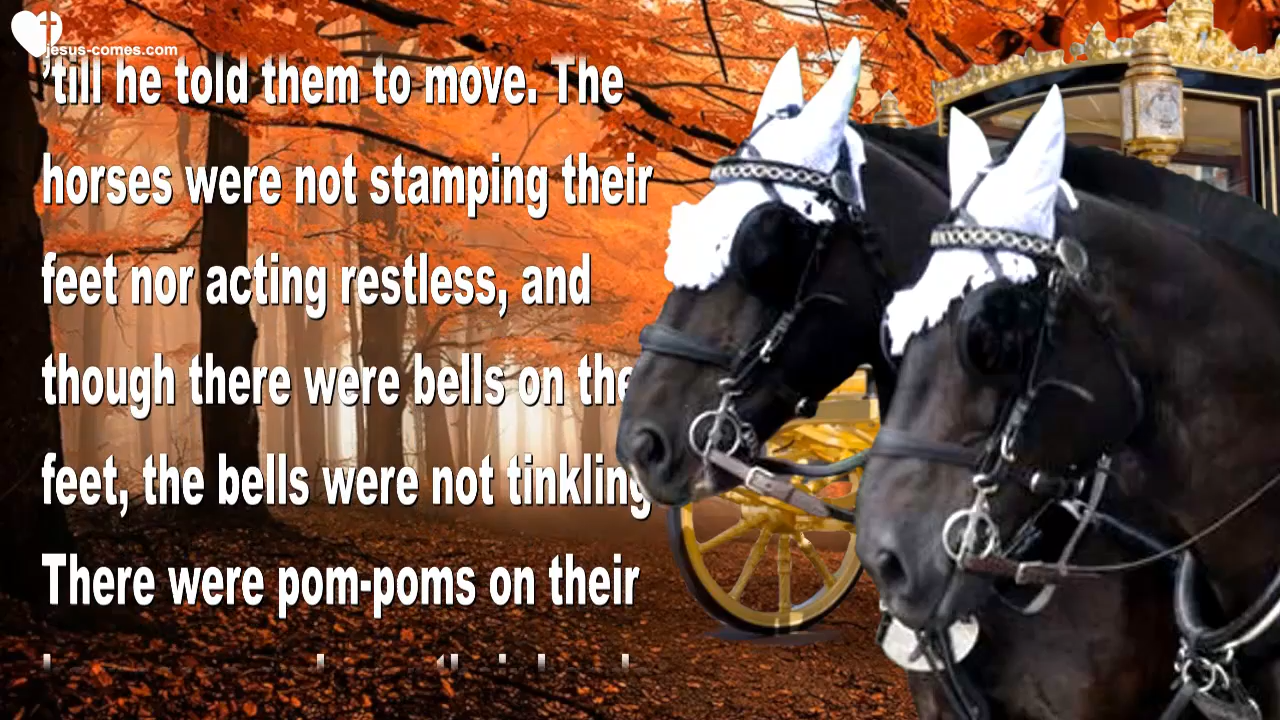 jesus-comes.com
’till he told them to move. The
horses were not stamping their
feet nor acting restless, and
though there were bells on the
feet, the bells were not tinkling
There were pom-poms on their